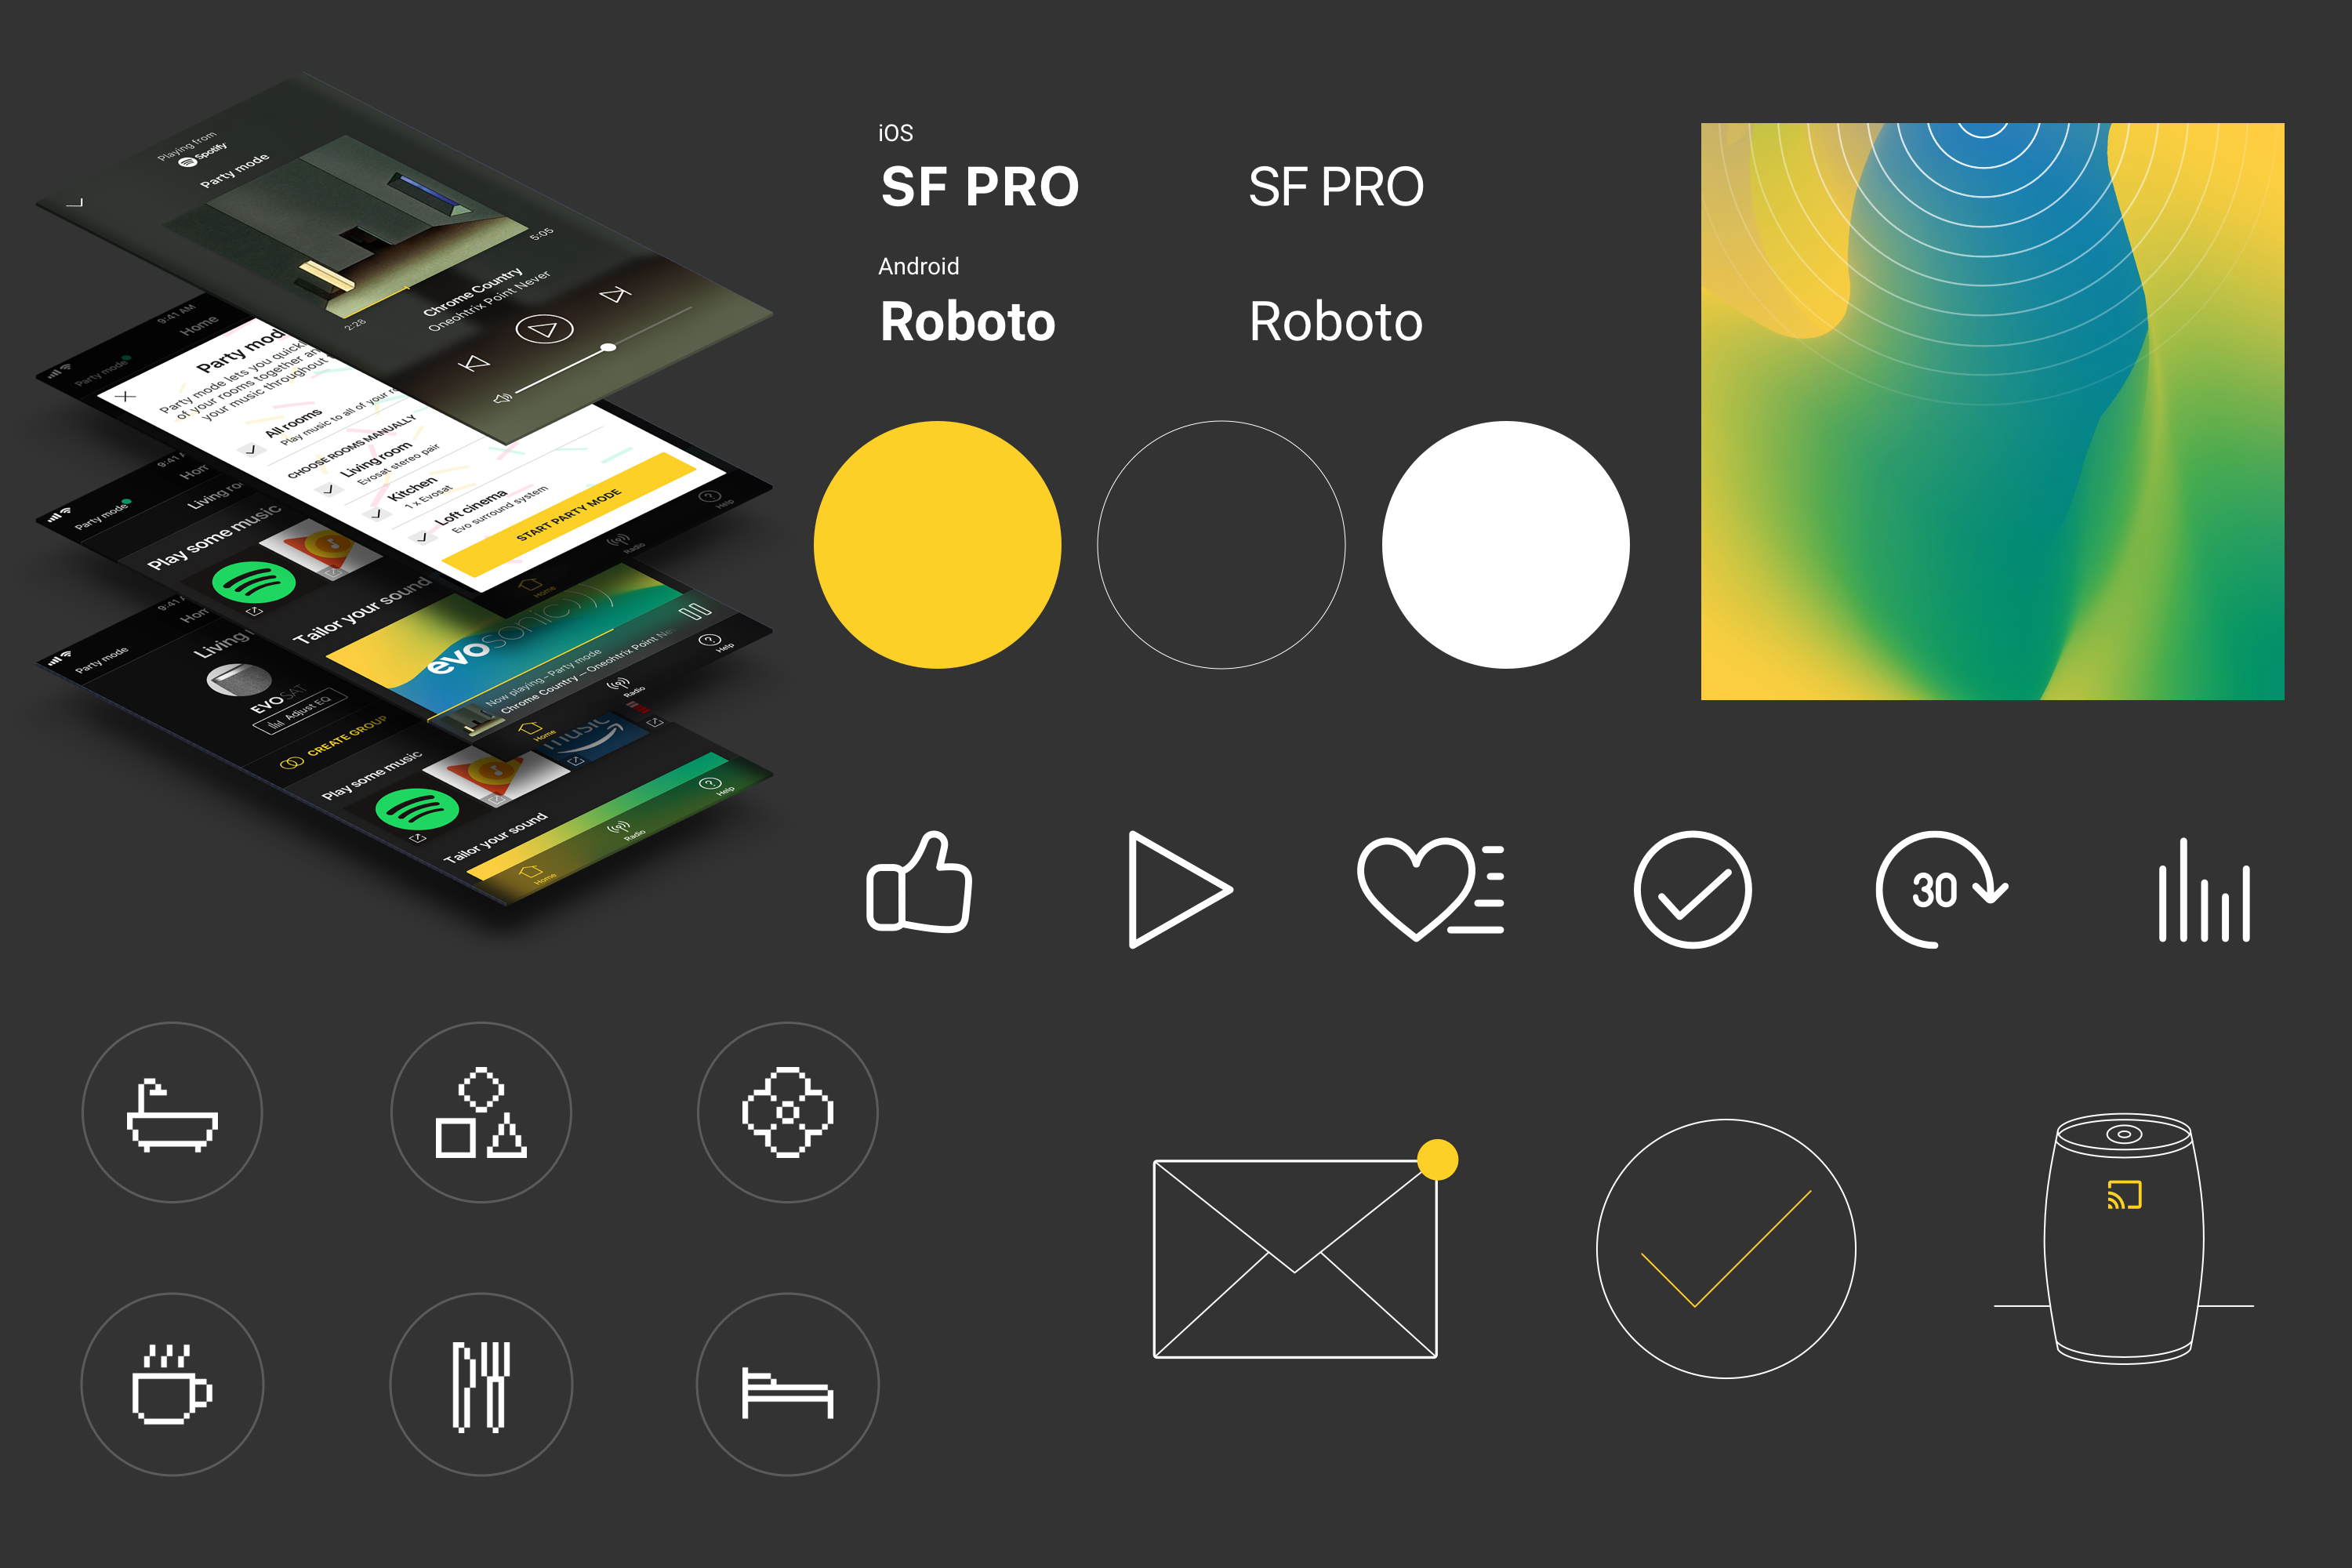 Playing from
Spotify
Party mode
5:05
2:28
Chrome Country
Oneohtrix Point Never
9:41 AM
Home
Party mode
Party mod
Party mode lets you quick
of your rooms together an
your music throughout
All rooms
Play music to all of your r
CHOOSE ROOMS MANUALLY
Living room
Evosat stereo pair
Kitchen
1 x Evosat
Loft cinema
Evo surround system
START PARTY MODE
Home
Radio
Help
9:41
Hom
Party mode
Living ro
Play some music
Tailor your sound
evosonic
Now playing – Party mode
Chrome Country — Oneohtrix Point Ne
Home
Radio
Help
9:41
Hom
Party mode
Living
EVOSAT
Adjust EQ
CREATE GROUP
Play some music
music
Tailor your sound
Home
Radio
Help
iOS
SF PRO SF PRO
Android
Roboto Roboto
30